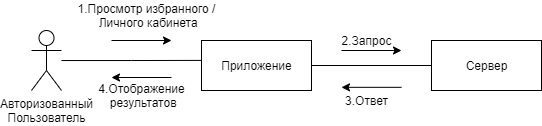 1.Просмотр избранного /
Личного кабинета
2.Запрос
Приложение
Сервер
4.Отображение
результатов
3.Ответ
Авторизованный
Пользователь